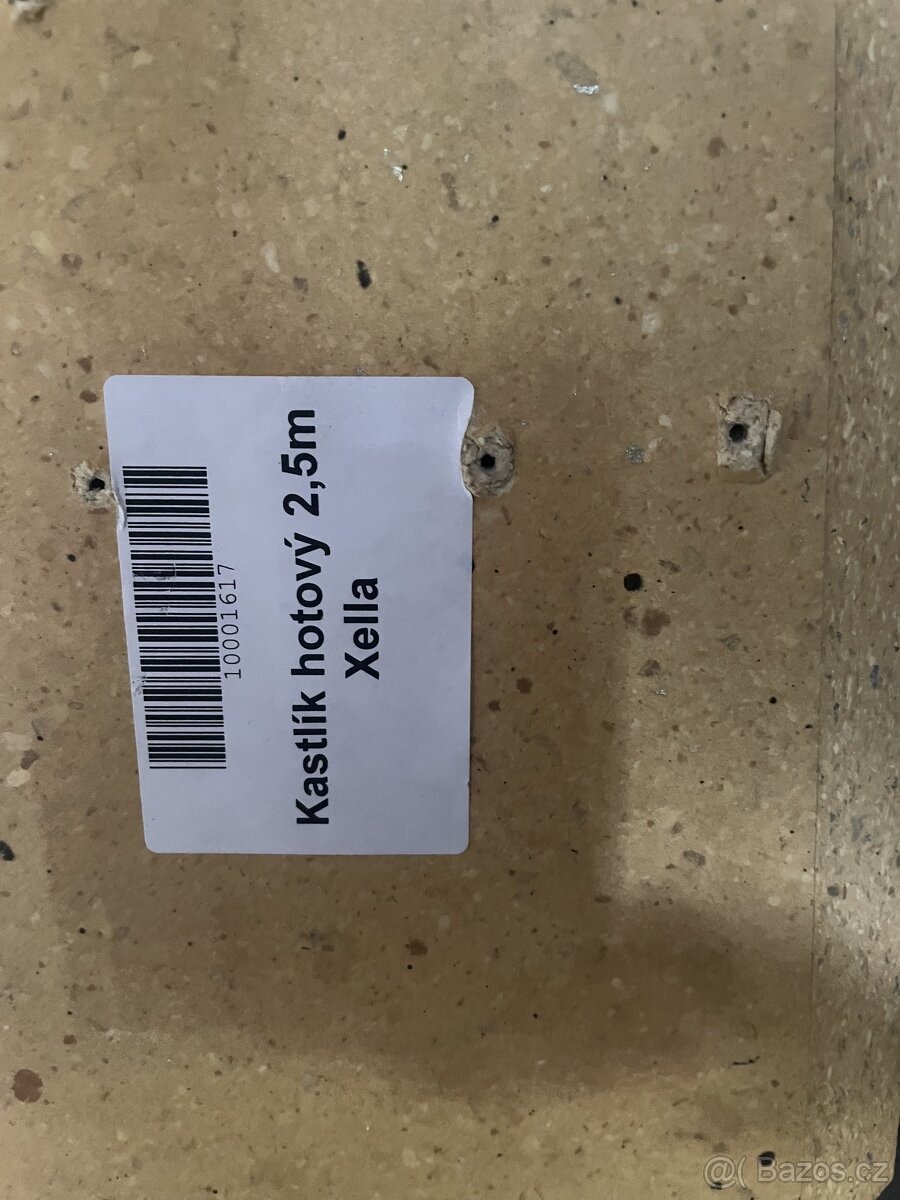 Kastlík hotový 2,5m
Xella
10001617
@( Bazos.cz